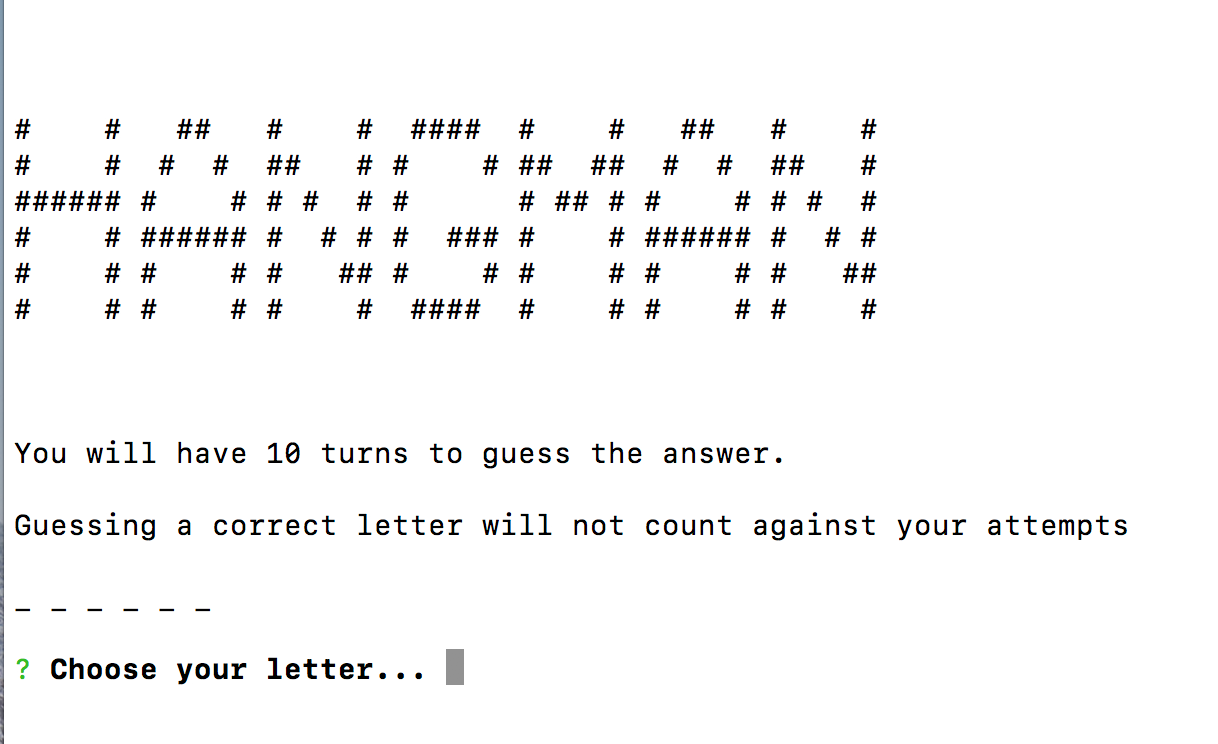 HANGMAN
You will have 10 turns to guess the answer.
Guessing a correct letter will not count against your attempts
_ _ _ _ _ _
? Choose your letter...